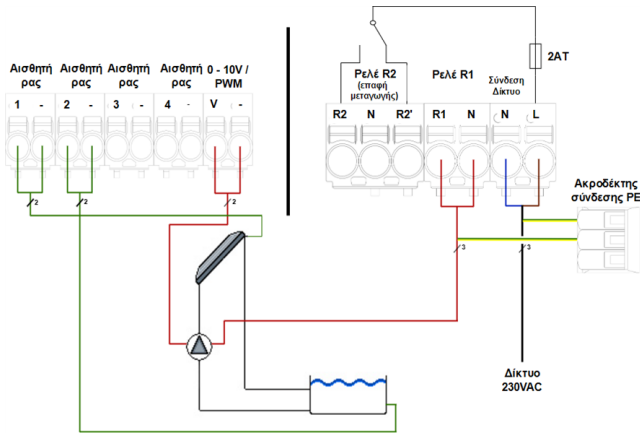 Αισθητή
ρας
Αισθητή
ρας
Αισθητή
ρας
Αισθητή
ρας
0 - 10V /
PWM
1 - 2 - 3 - 4 - V -
2
2
2
Ρελέ R2
(επαφή
μεταγωγής)
Ρελέ R1
Σύνδεση
Δίκτυο
2AT
R2 N R2' R1 N N L
Ακροδέκτης
σύνδεσης PE
3
3
Δίκτυο
230VAC